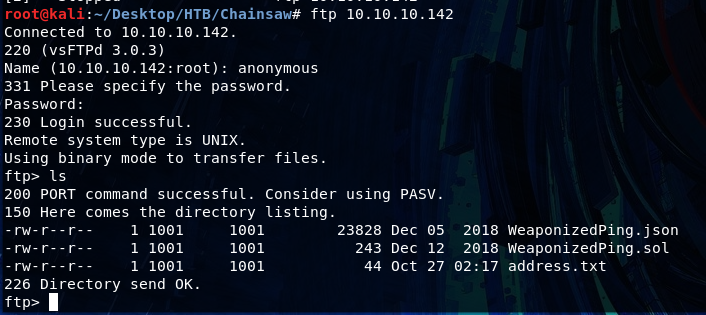 root@kali:~/Desktop/HTB/Chainsaw# ftp 10.10.10.142
Connected to 10.10.10.142.
220 (vsFTPd 3.0.3)
Name (10.10.10.142:root): anonymous
331 Please specify the password.
Password:
230 Login successful.
Remote system type is UNIX.
Using binary mode to transfer files.
ftp> ls
200 PORT command successful. Consider using PASV.
150 Here comes the directory listing.
-rw-r--r--    1 1001     1001        23828 Dec 05  2018 WeaponizedPing.json
-rw-r--r--    1 1001     1001          243 Dec 12  2018 WeaponizedPing.sol
-rw-r--r--    1 1001     1001           44 Oct 27 02:17 address.txt
226 Directory send OK.
ftp>